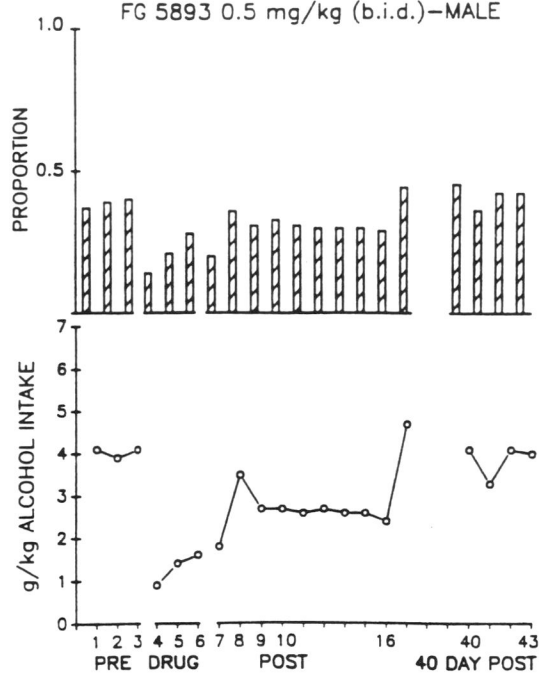 FG 5893 0.5 mg/kg (b.i.d.)–MALE
1.0
PROPORTION
0.5
7
6
5
g/kg ALCOHOL INTAKE
4
3
2
1
0
1 2 3 4 5 6 7 8 9 10 16 40 43
PRE DRUG POST 40 DAY POST